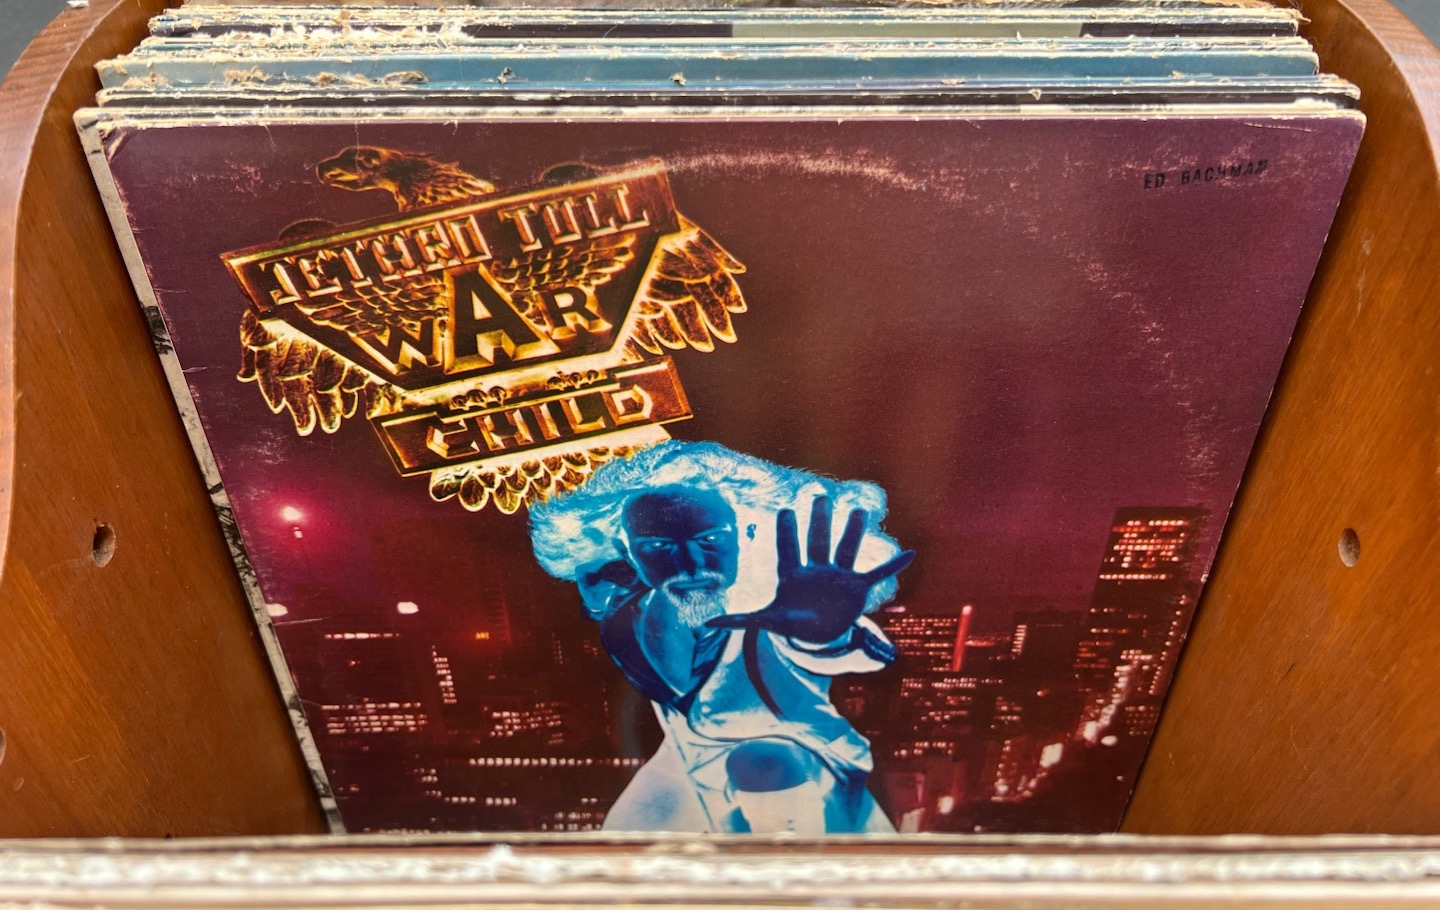 JETHRO TULL
WAR
CHILD
ED BACHMAN